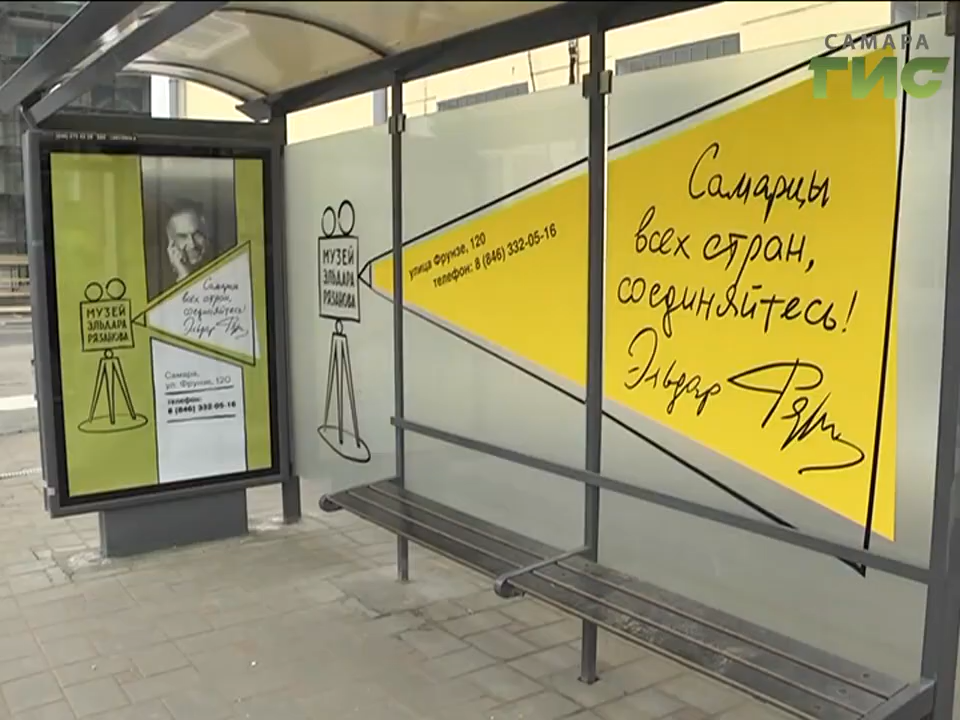 САМАРА
ГИС
МУЗЕЙ
ЭЛЬДАРА
РЯЗАНОВА
Самарцы
всех стран,
соединяйтесь!
Эльдар
Самара,
ул. Фрунзе, 120
телефон:
8 (846) 332-05-16
МУЗЕЙ
ЭЛЬДАРА
РЯЗАНОВА
улица Фрунзе, 120
телефон: 8 (846) 332-05-16
Самарцы
всех стран,
соединяйтесь!
Эльдар